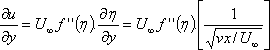 ∂u/∂y = U∞ f''(η) ∂η/∂y = U∞ f''(η) [1/√(νx/U∞)]